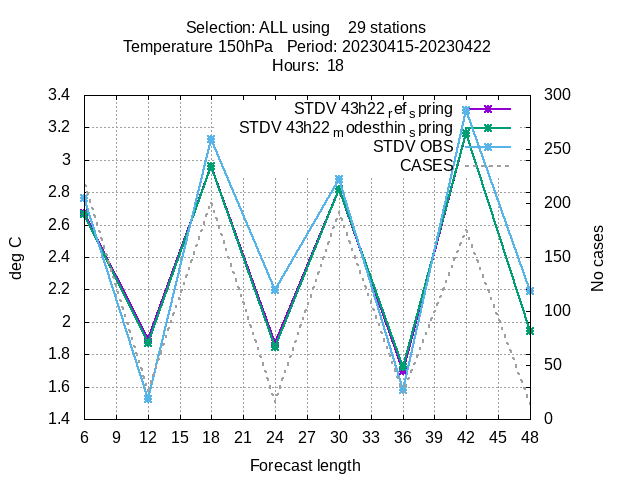 Selection: ALL using 29 stations
Temperature 150hPa Period: 20230415-20230422
Hours: 18
STDV 43h22 ref spring
STDV 43h22 modesthin spring
STDV OBS
CASES
3.4
3.2
3
2.8
2.6
2.4
2.2
2
1.8
1.6
1.4
deg C
300
250
200
150
100
50
0
No cases
6 9 12 15 18 21 24 27 30 33 36 39 42 45 48
Forecast length